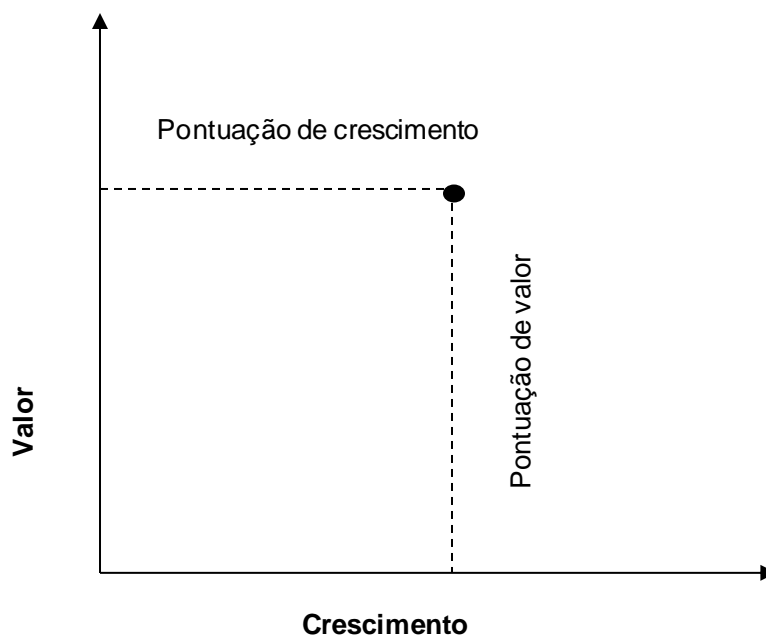 Pontuação de crescimento
Pontuação de valor
Valor
Crescimento